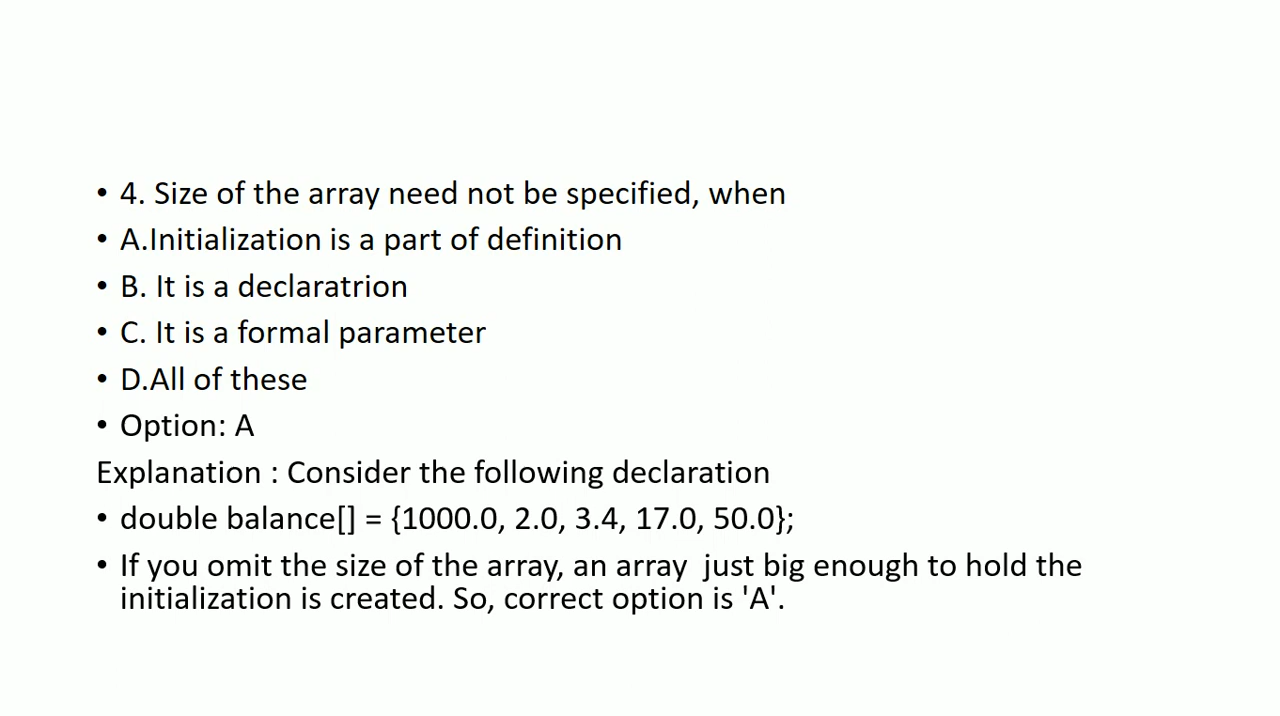 • 4. Size of the array need not be specified, when
• A.Initialization is a part of definition
• B. It is a declaratrion
• C. It is a formal parameter
• D.All of these
• Option: A
Explanation : Consider the following declaration
• double balance[] = {1000.0, 2.0, 3.4, 17.0, 50.0};
• If you omit the size of the array, an array  just big enough to hold the
initialization is created. So, correct option is 'A'.